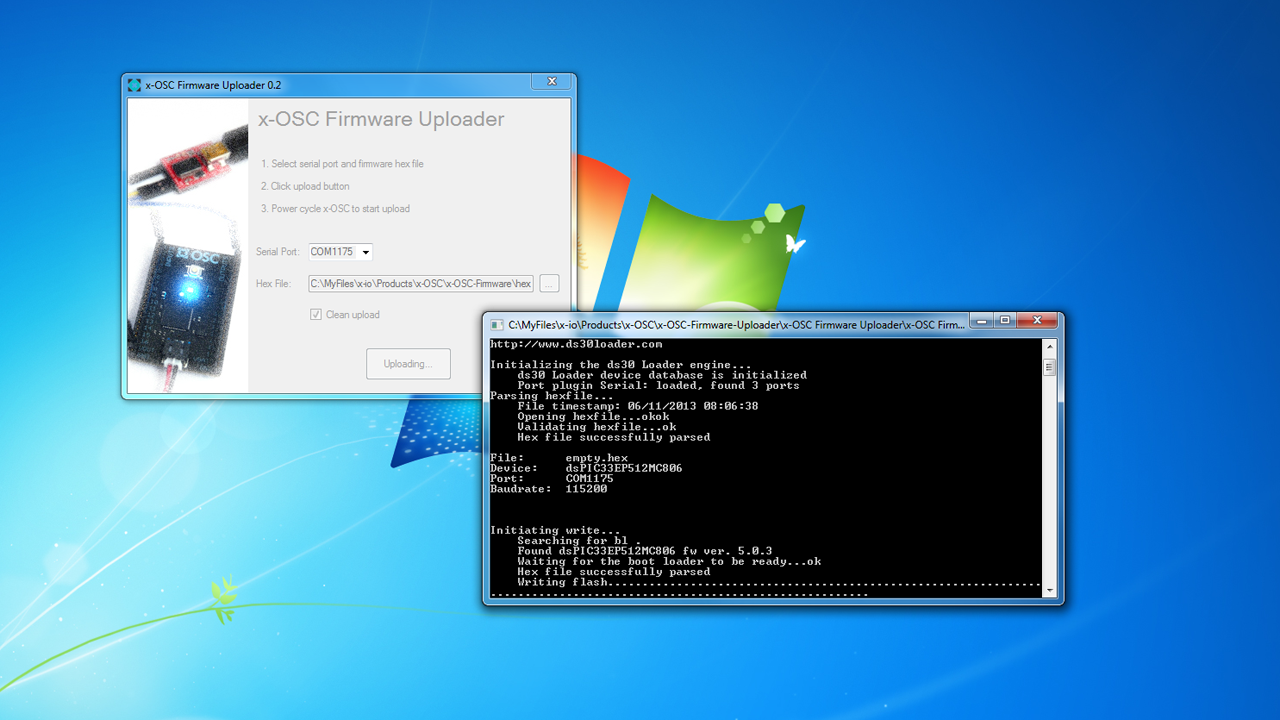 x-OSC Firmware Uploader 0.2
x-OSC Firmware Uploader
1. Select serial port and firmware hex file
2. Click upload button
3. Power cycle x-OSC to start upload
Serial Port: COM1175
Hex File: C:\MyFiles\x-io\Products\x-OSC\x-OSC-Firmware\hex ...
Clean upload
Uploading...
OSC
C:\MyFiles\x-io\Products\x-OSC\x-OSC-Firmware-Uploader\x-OSC Firmware Uploader\x-OSC Firm...
http://www.ds30loader.com
Initializing the ds30 Loader engine...
ds30 Loader device database is initialized
Port plugin Serial: loaded, found 3 ports
Parsing hexfile...
File timestamp: 06/11/2013 08:06:38
Opening hexfile...okok
Validating hexfile...ok
Hex file successfully parsed
File: empty.hex
Device: dsPIC33EP512MC806
Port: COM1175
Baudrate: 115200
Initiating write...
Searching for bl .
Found dsPIC33EP512MC806 fw ver. 5.0.3
Waiting for the boot loader to be ready...ok
Hex file successfully parsed
Writing flash...............................................................
.......................................................